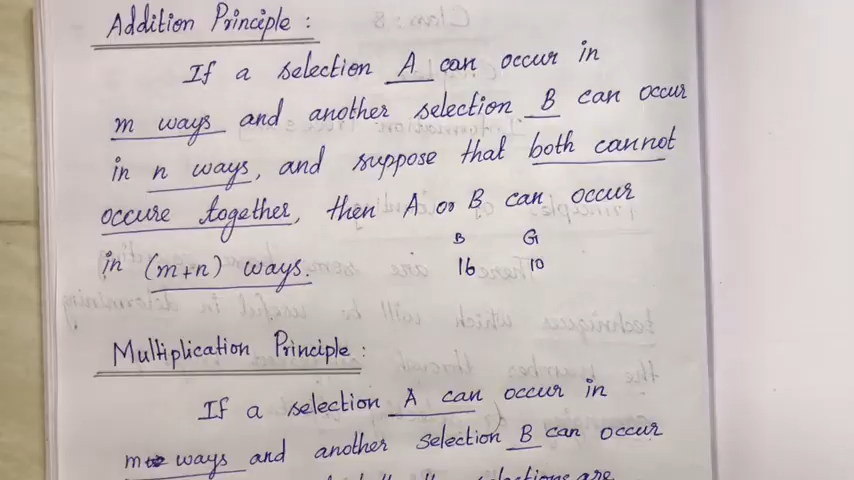 Addition Principle :
If a selection A can occur in
m ways and another selection B can occur
in n ways, and suppose that both cannot
occure together, then A or B can occur
B G
in (m+n) ways. 16 10
Multiplication Principle :
If a selection A can occur in
m ways and another selection B can occur
selections are